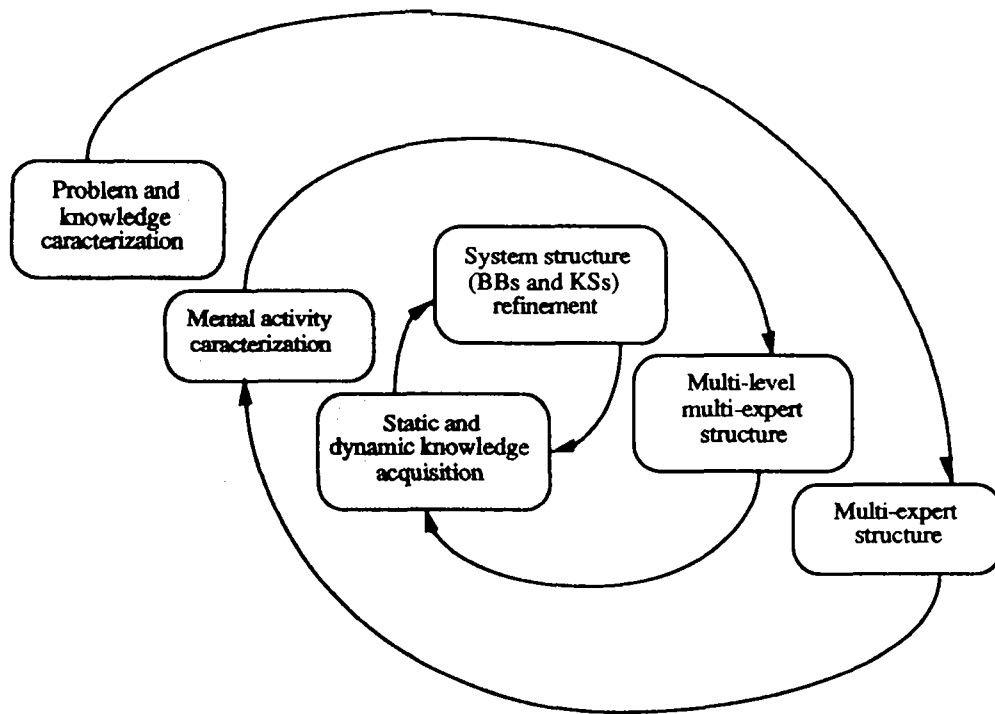 Problem and
knowledge
caracterization
System structure
(BBs and KSs)
refinement
Mental activity
caracterization
Multi-level
multi-expert
structure
Static and
dynamic knowledge
acquisition
Multi-expert
structure